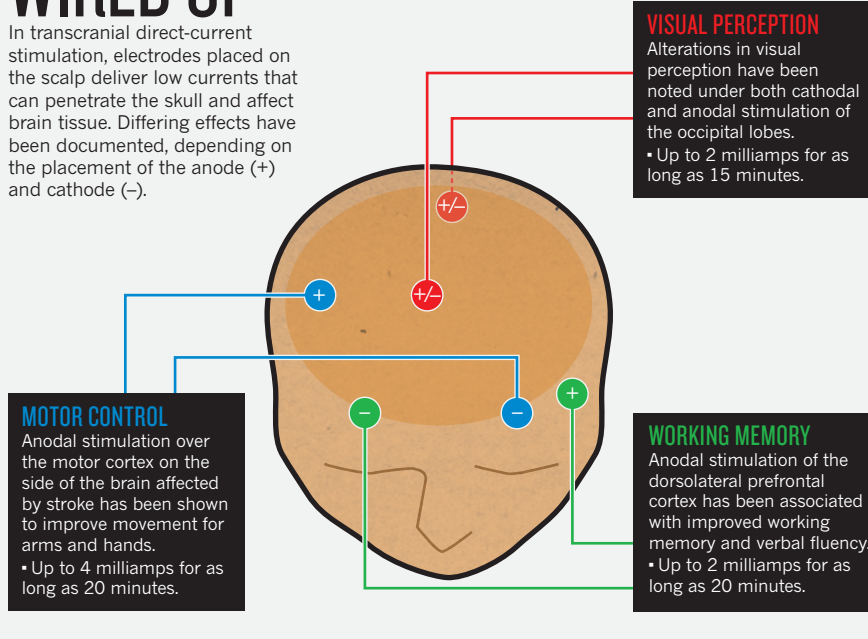 WIRED UP
In transcranial direct-current
stimulation, electrodes placed on
the scalp deliver low currents that
can penetrate the skull and affect
brain tissue. Differing effects have
been documented, depending on
the placement of the anode (+)
and cathode (–).
VISUAL PERCEPTION
Alterations in visual
perception have been
noted under both cathodal
and anodal stimulation of
the occipital lobes.
▪ Up to 2 milliamps for as
long as 15 minutes.
+/–
+
+/–
–
–
+
MOTOR CONTROL
Anodal stimulation over
the motor cortex on the
side of the brain affected
by stroke has been shown
to improve movement for
arms and hands.
▪ Up to 4 milliamps for as
long as 20 minutes.
WORKING MEMORY
Anodal stimulation of the
dorsolateral prefrontal
cortex has been associated
with improved working
memory and verbal fluency.
▪ Up to 2 milliamps for as
long as 20 minutes.